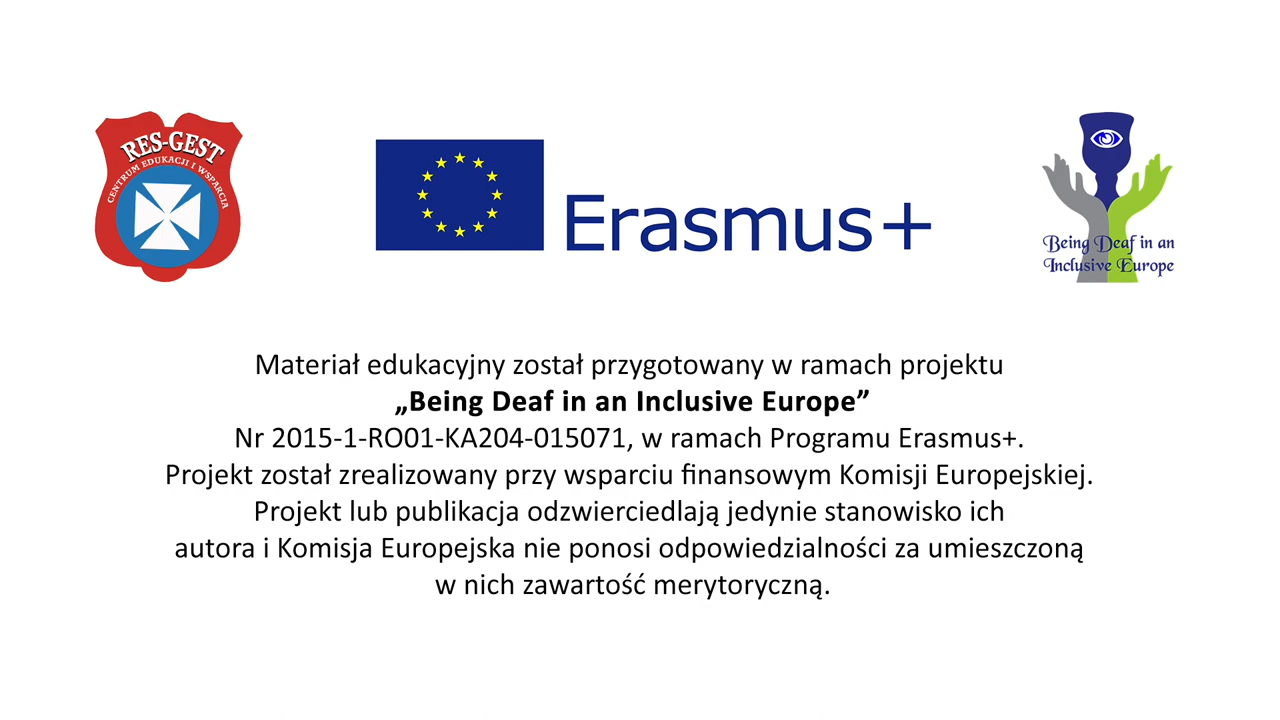 RES-GEST
CENTRUM EDUKACJI I WSPARCIA
Erasmus+
Being Deaf in an
Inclusive Europe
Materiał edukacyjny został przygotowany w ramach projektu
„Being Deaf in an Inclusive Europe”
Nr 2015-1-RO01-KA204-015071, w ramach Programu Erasmus+.
Projekt został zrealizowany przy wsparciu finansowym Komisji Europejskiej.
Projekt lub publikacja odzwierciedlają jedynie stanowisko ich
autora i Komisja Europejska nie ponosi odpowiedzialności za umieszczoną
w nich zawartość merytoryczną.